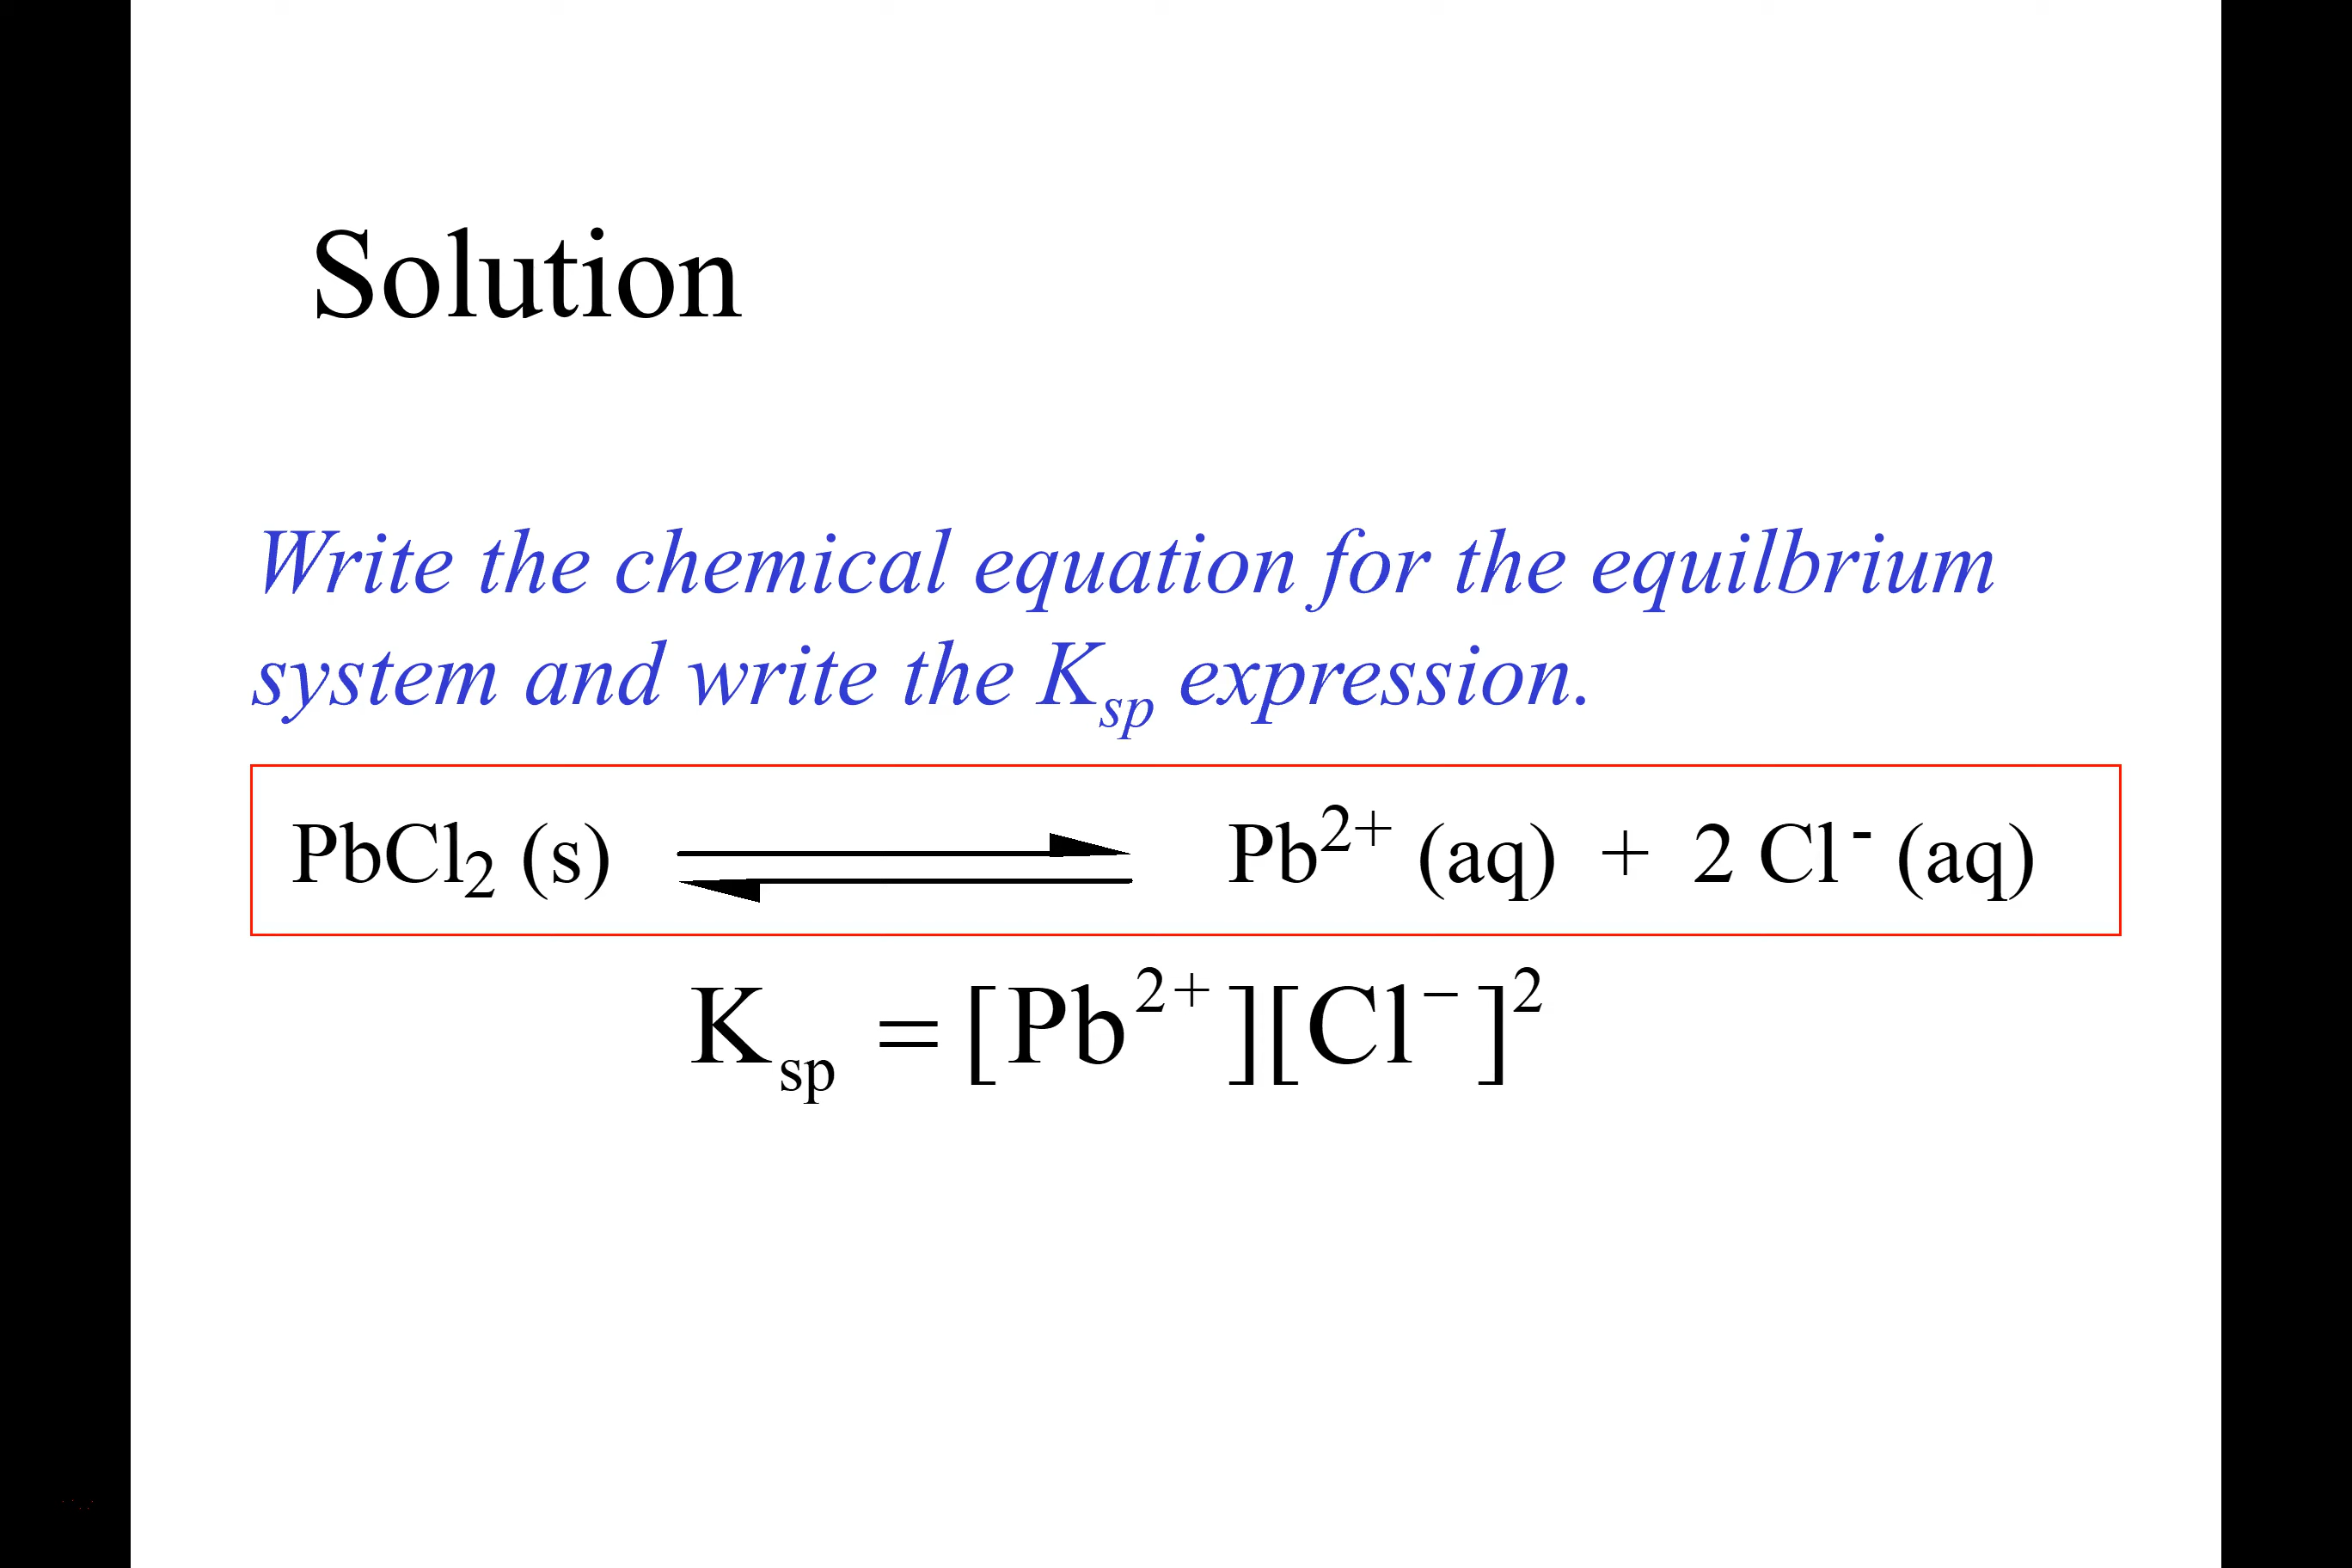 Solution
Write the chemical equation for the equilbrium
system and write the Kₛₚ expression.
PbCl₂ (s) ⇌ Pb²⁺ (aq) + 2 Cl⁻ (aq)
Kₛₚ = [Pb²⁺][Cl⁻]²